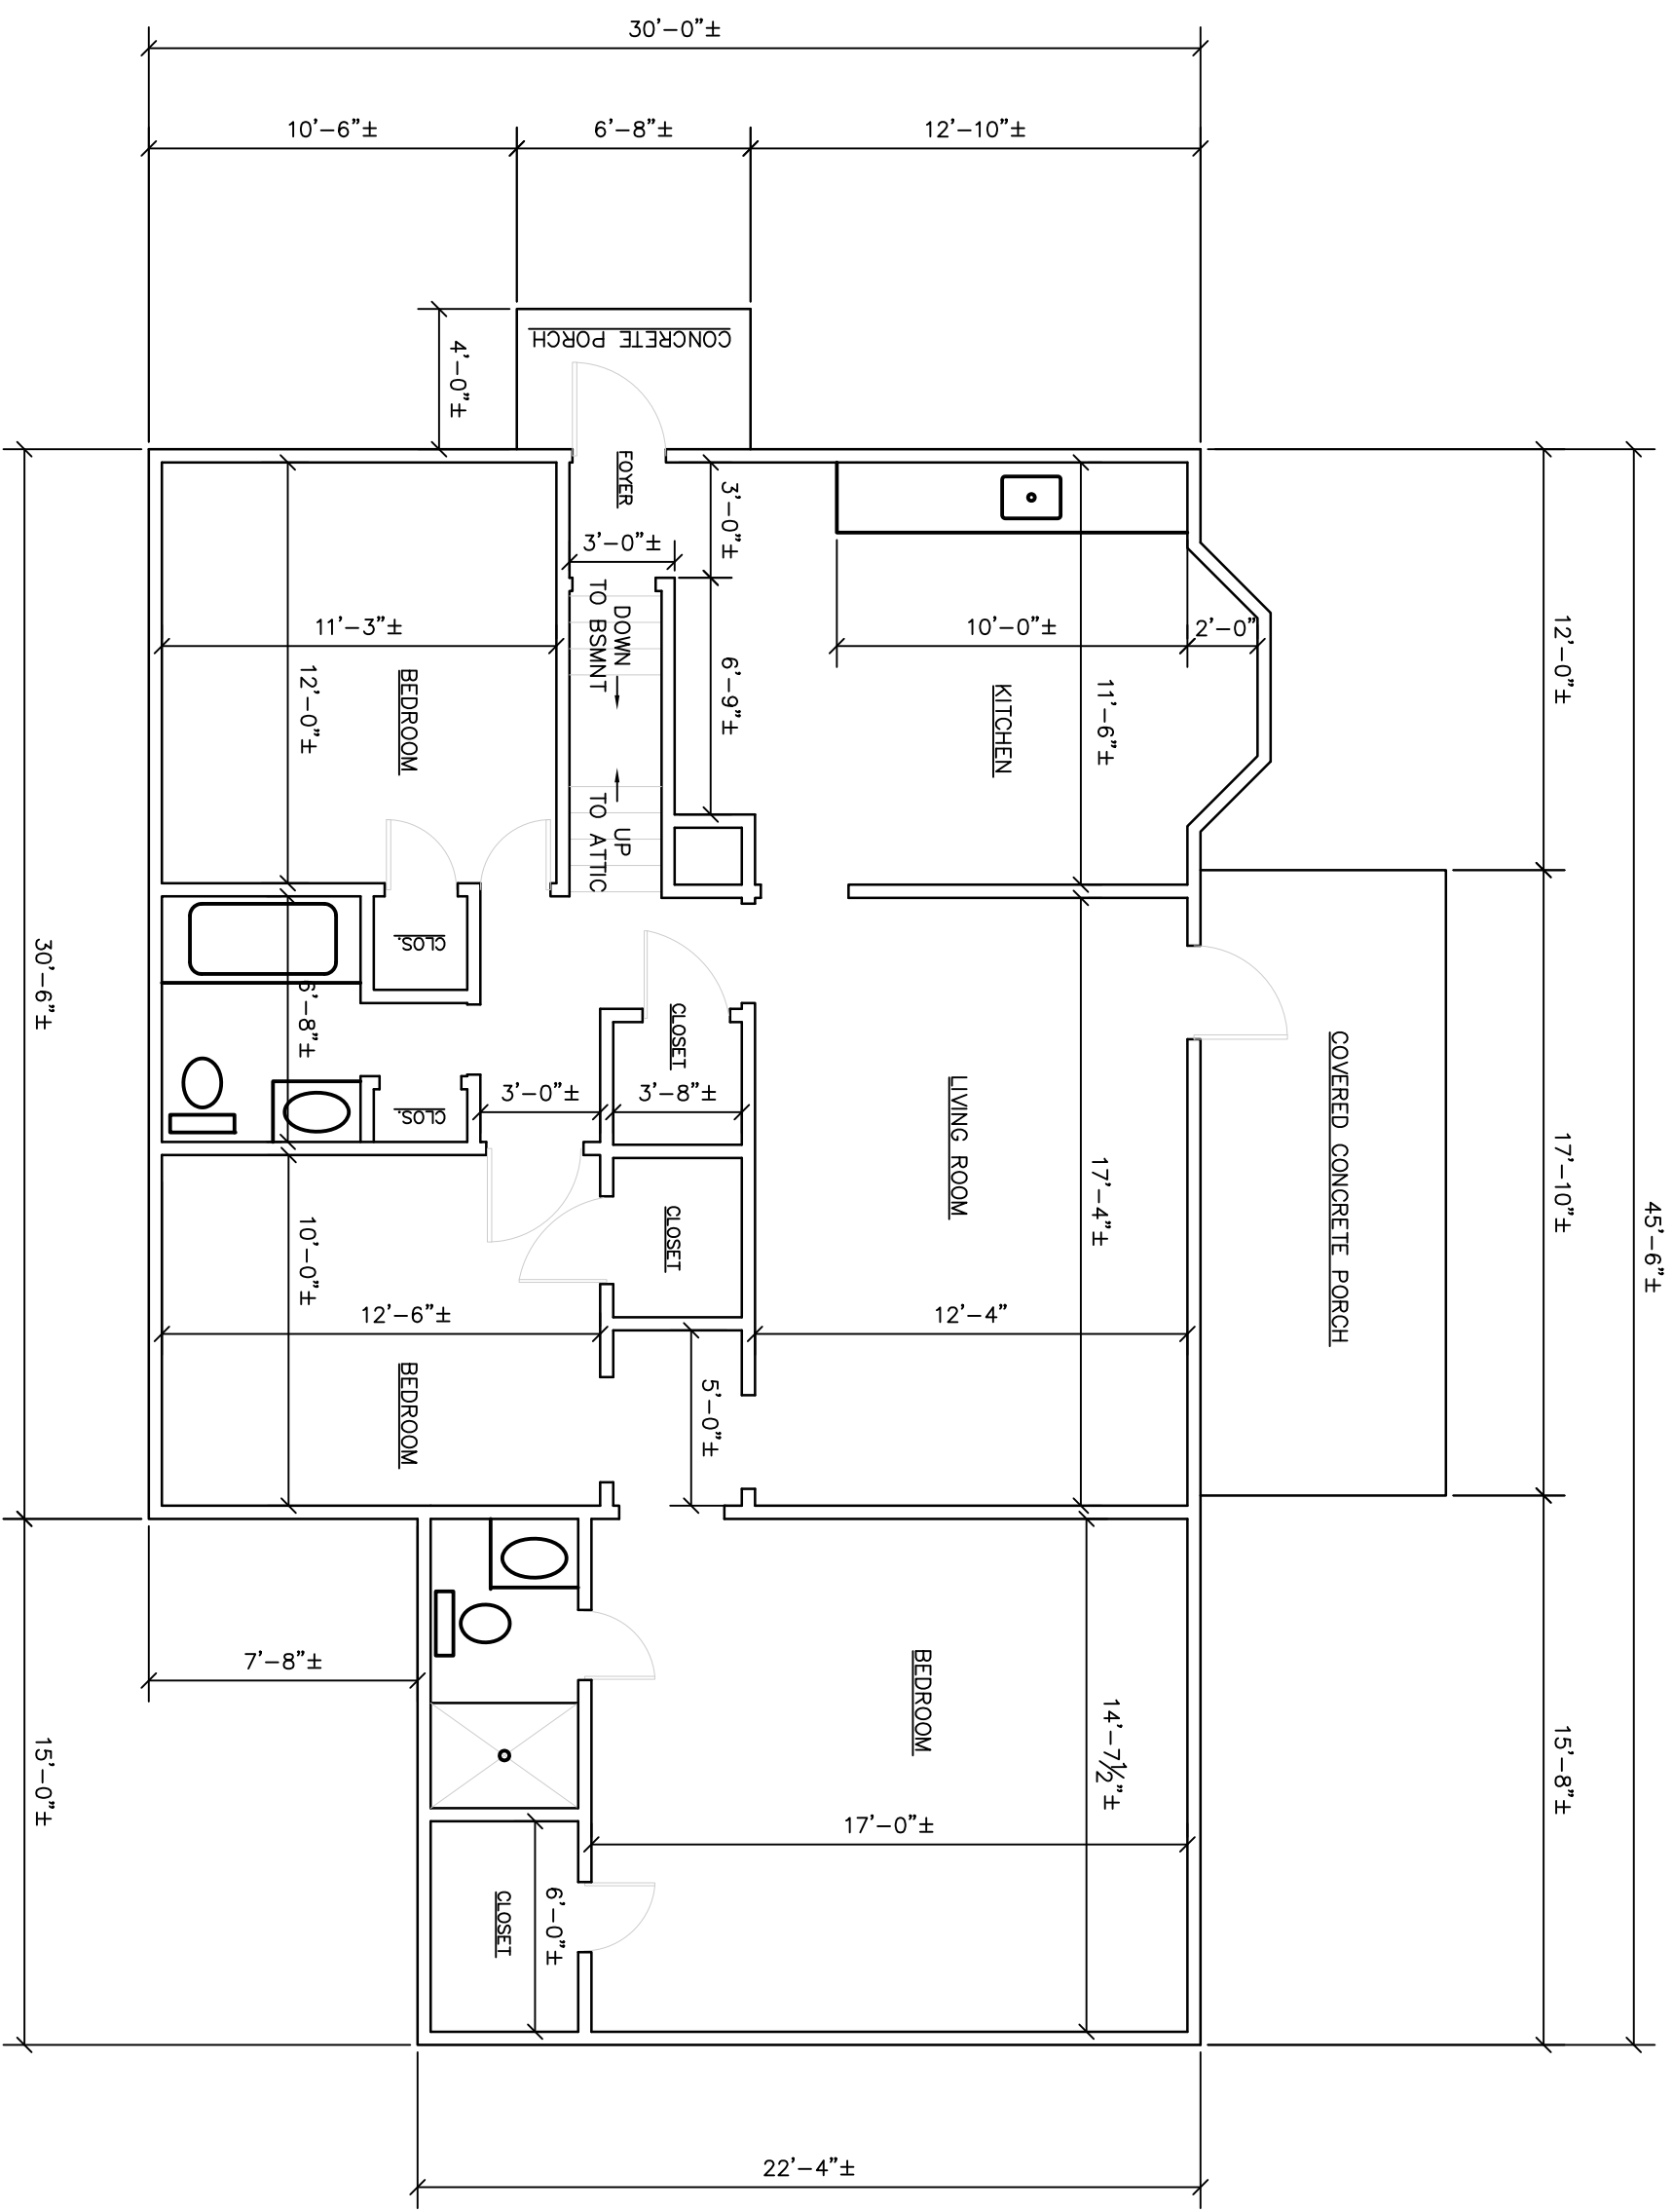 30'-0"±
10'-6"±
6'-8"±
12'-10"±
CONCRETE PORCH
4'-0"±
FOYER
3'-0"±
3'-0"±
DOWN
TO BSMNT
6'-9"±
10'-0"±
2'-0"
11'-3"±
12'-0"±
BEDROOM
KITCHEN
11'-6"±
12'-0"±
UP
TO ATTIC
CLOS.
6'-8"±
CLOS.
3'-0"±
3'-8"±
CLOSET
LIVING ROOM
17'-4"±
COVERED CONCRETE PORCH
17'-10"±
45'-6"±
30'-6"±
CLOSET
10'-0"±
12'-6"±
12'-4"
BEDROOM
5'-0"±
7'-8"±
BEDROOM
14'-7½"±
15'-8"±
15'-0"±
17'-0"±
CLOSET
6'-0"±
22'-4"±